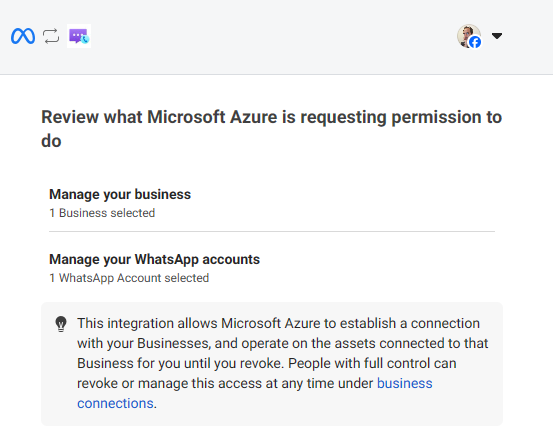 Review what Microsoft Azure is requesting permission to
do
Manage your business
1 Business selected
Manage your WhatsApp accounts
1 WhatsApp Account selected
This integration allows Microsoft Azure to establish a connection
with your Businesses, and operate on the assets connected to that
Business for you until you revoke. People with full control can
revoke or manage this access at any time under business
connections.